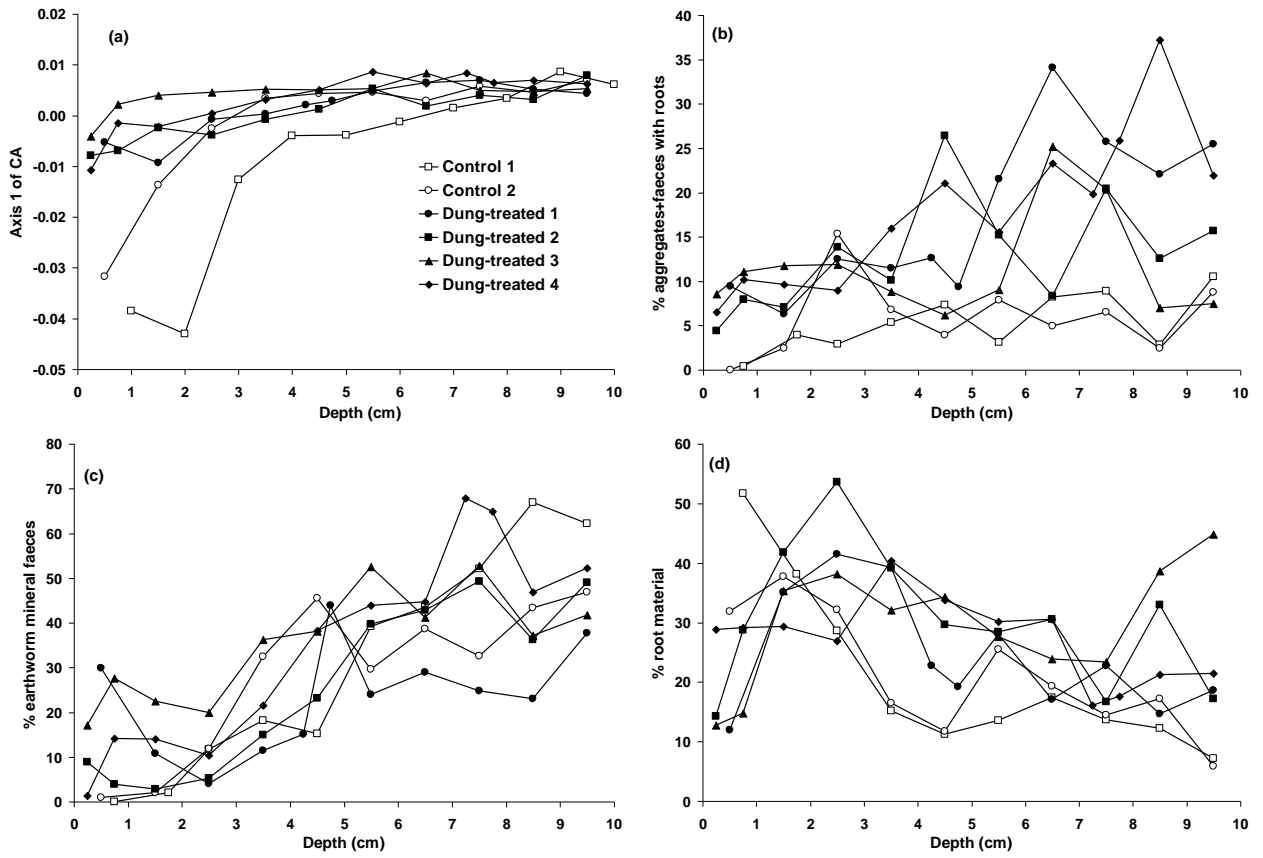 (a)
Axis 1 of CA
0.02
0.01
0.00
-0.01
-0.02
-0.03
-0.04
-0.05
0 1 2 3 4 5 6 7 8 9 10
Depth (cm)
Control 1
Control 2
Dung-treated 1
Dung-treated 2
Dung-treated 3
Dung-treated 4
(b)
% aggregates+faeces with roots
40
35
30
25
20
15
10
5
0
0 1 2 3 4 5 6 7 8 9 10
Depth (cm)
(c)
% earthworm mineral faeces
80
70
60
50
40
30
20
10
0
0 1 2 3 4 5 6 7 8 9 10
Depth (cm)
(d)
% root material
60
50
40
30
20
10
0
0 1 2 3 4 5 6 7 8 9 10
Depth (cm)